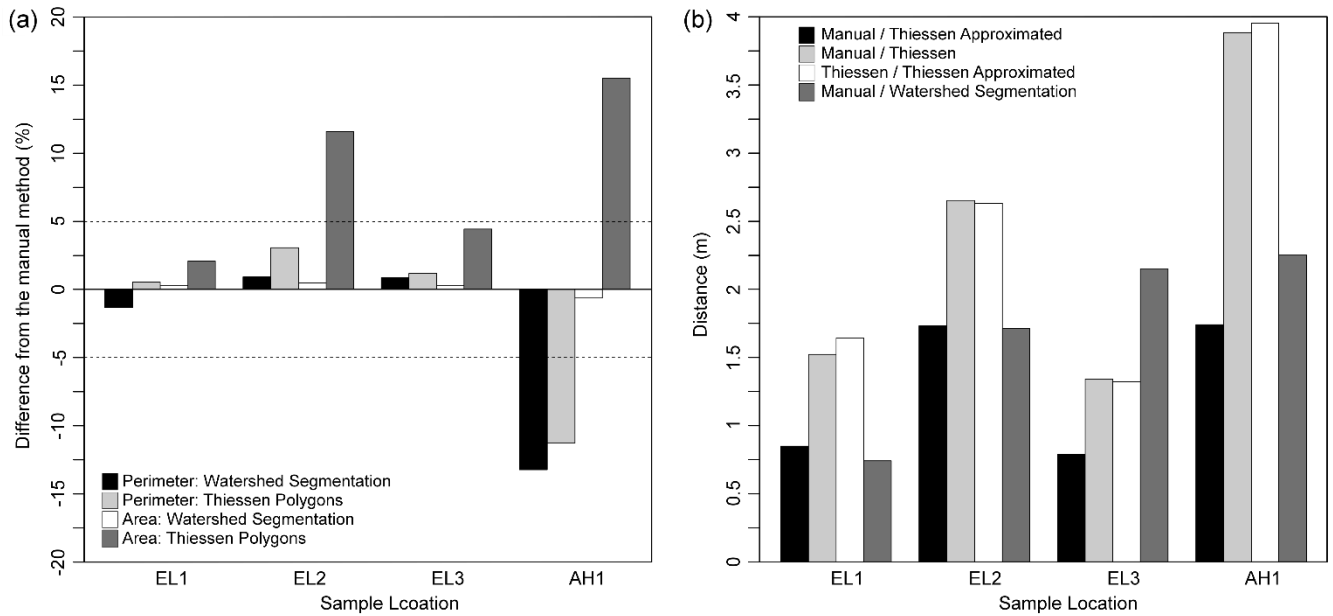 (a)
Difference from the manual method (%)
20
15
10
5
0
-5
-10
-15
-20
Perimeter: Watershed Segmentation
Perimeter: Thiessen Polygons
Area: Watershed Segmentation
Area: Thiessen Polygons
EL1 EL2 EL3 AH1
Sample Lcoation
(b)
Distance (m)
4
3.5
3
2.5
2
1.5
1
0.5
0
Manual / Thiessen Approximated
Manual / Thiessen
Thiessen / Thiessen Approximated
Manual / Watershed Segmentation
EL1 EL2 EL3 AH1
Sample Location